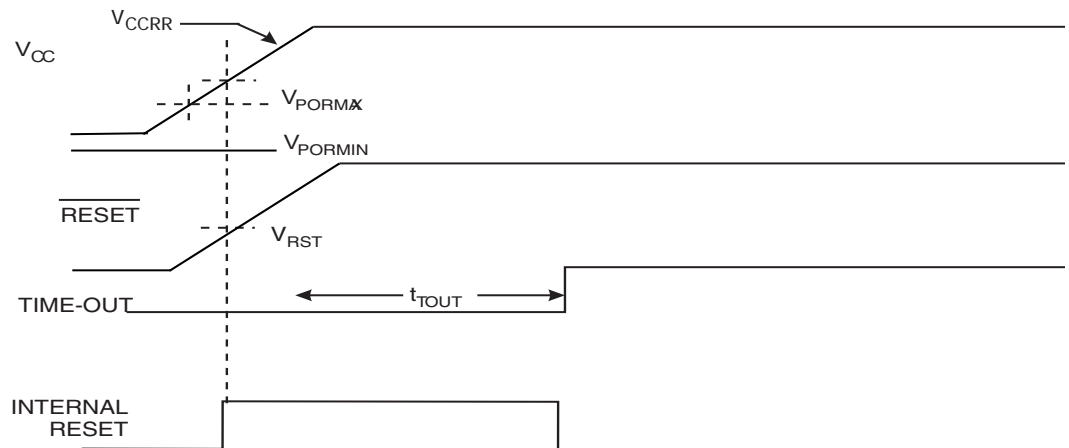 VCCRR
VCC
VPORMAX
VPORMIN
RESET
VRST
tTOUT
TIME-OUT
INTERNAL
RESET